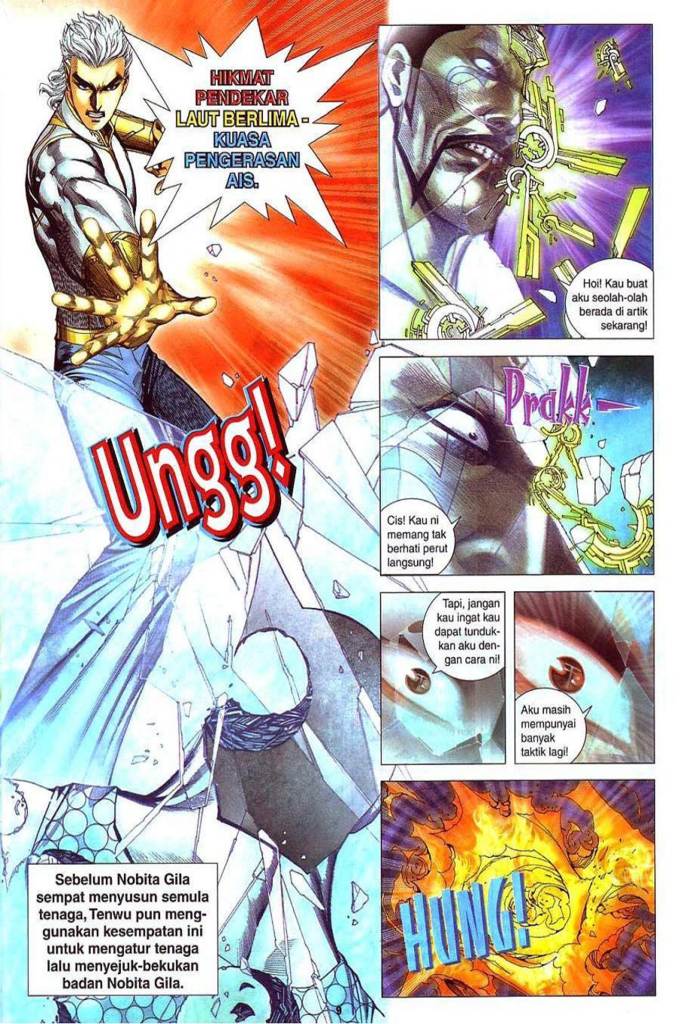 HIKMAT
PENDEKAR
LAUT BERLIMA -
KUASA
PENGERASAN
AIS.
Ungg!
Sebelum Nobita Gila
sempat menyusun semula
tenaga, Tenwu pun meng-
gunakan kesempatan ini
untuk mengatur tenaga
lalu menyejuk-bekukan
badan Nobita Gila.
Hoi! Kau buat
aku seolah-olah
berada di artik
sekarang!
Prakk
Cis! Kau ni
memang tak
berhati perut
langsung!
Tapi, jangan
kau ingat kau
dapat tunduk-
kan aku den-
gan cara ni!
Aku masih
mempunyai
banyak
taktik lagi!
HUNG!
9